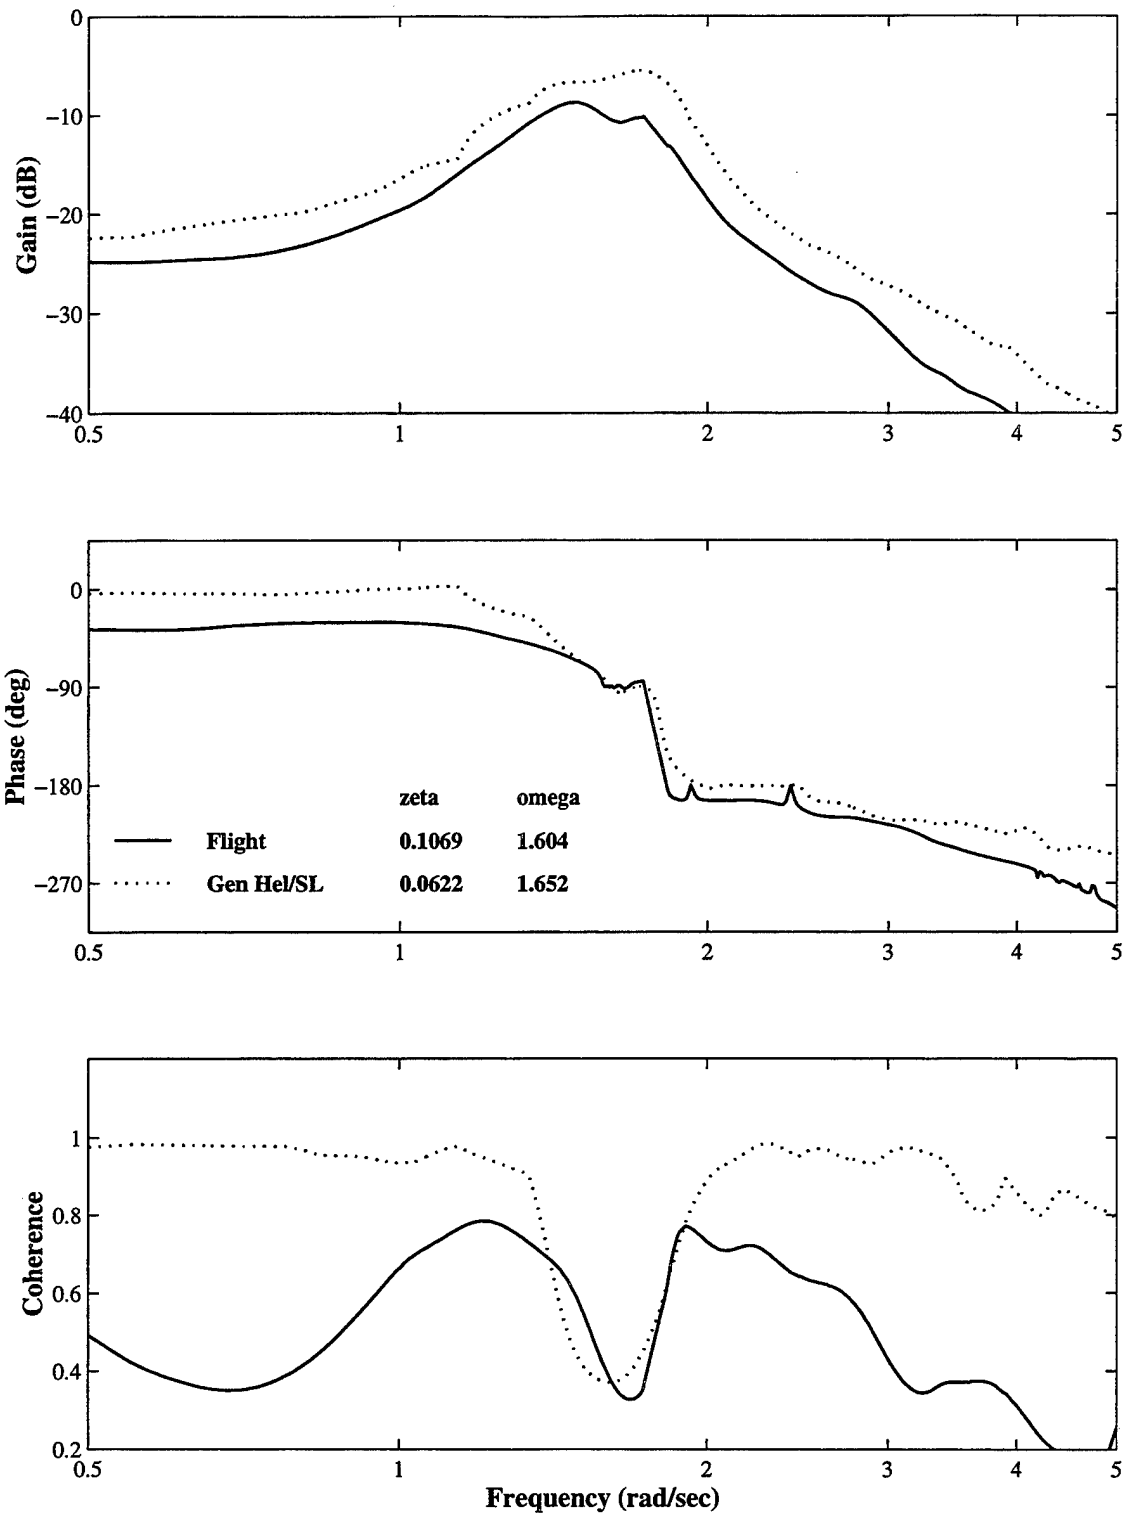 0
−10
−20
−30
−40
Gain (dB)
0.5 1 2 3 4 5
0
−90
−180
−270
Phase (deg)
zeta omega
Flight 0.1069 1.604
Gen Hel/SL 0.0622 1.652
0.5 1 2 3 4 5
1
0.8
0.6
0.4
0.2
Coherence
0.5 1 2 3 4 5
Frequency (rad/sec)